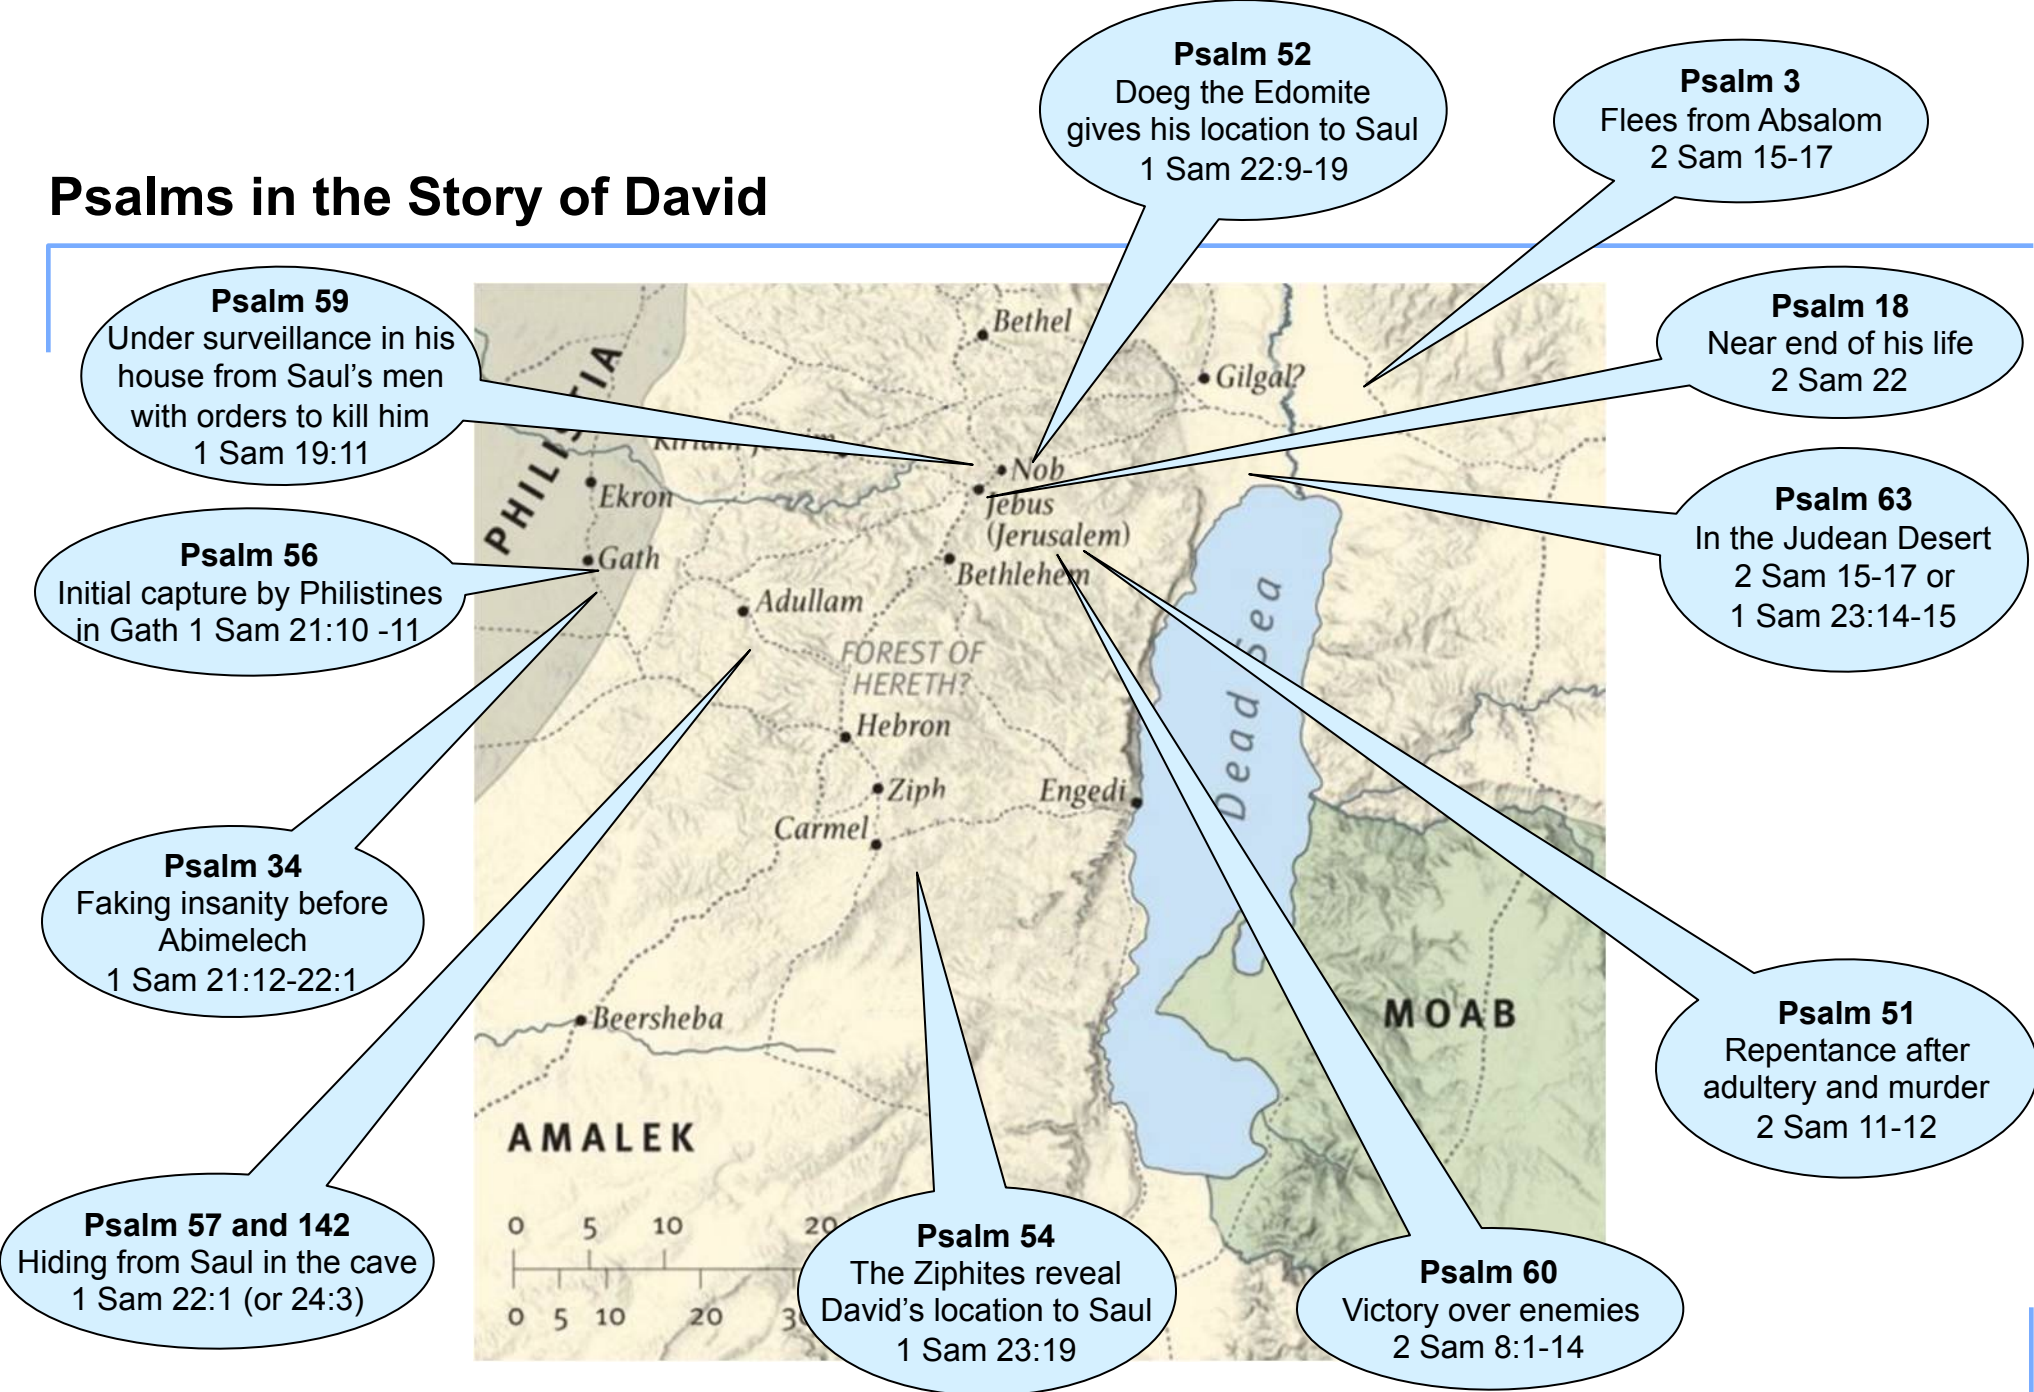 Psalms in the Story of David
Psalm 52
Doeg the Edomite
gives his location to Saul
1 Sam 22:9-19
Psalm 3
Flees from Absalom
2 Sam 15-17
Psalm 59
Under surveillance in his
house from Saul’s men
with orders to kill him
1 Sam 19:11
Psalm 18
Near end of his life
2 Sam 22
Psalm 63
In the Judean Desert
2 Sam 15-17 or
1 Sam 23:14-15
Psalm 56
Initial capture by Philistines
in Gath 1 Sam 21:10 -11
Psalm 34
Faking insanity before
Abimelech
1 Sam 21:12-22:1
Psalm 51
Repentance after
adultery and murder
2 Sam 11-12
Psalm 57 and 142
Hiding from Saul in the cave
1 Sam 22:1 (or 24:3)
Psalm 54
The Ziphites reveal
David’s location to Saul
1 Sam 23:19
Psalm 60
Victory over enemies
2 Sam 8:1-14
PHILISTIA
Bethel
Gilgal?
Nob
Jebus
(Jerusalem)
Ekron
Gath
Bethlehem
Adullam
FOREST OF
HERETH?
Hebron
Ziph
Engedi
Carmel
Dead Sea
MOAB
Beersheba
AMALEK
0 5 10 20
0 5 10 20